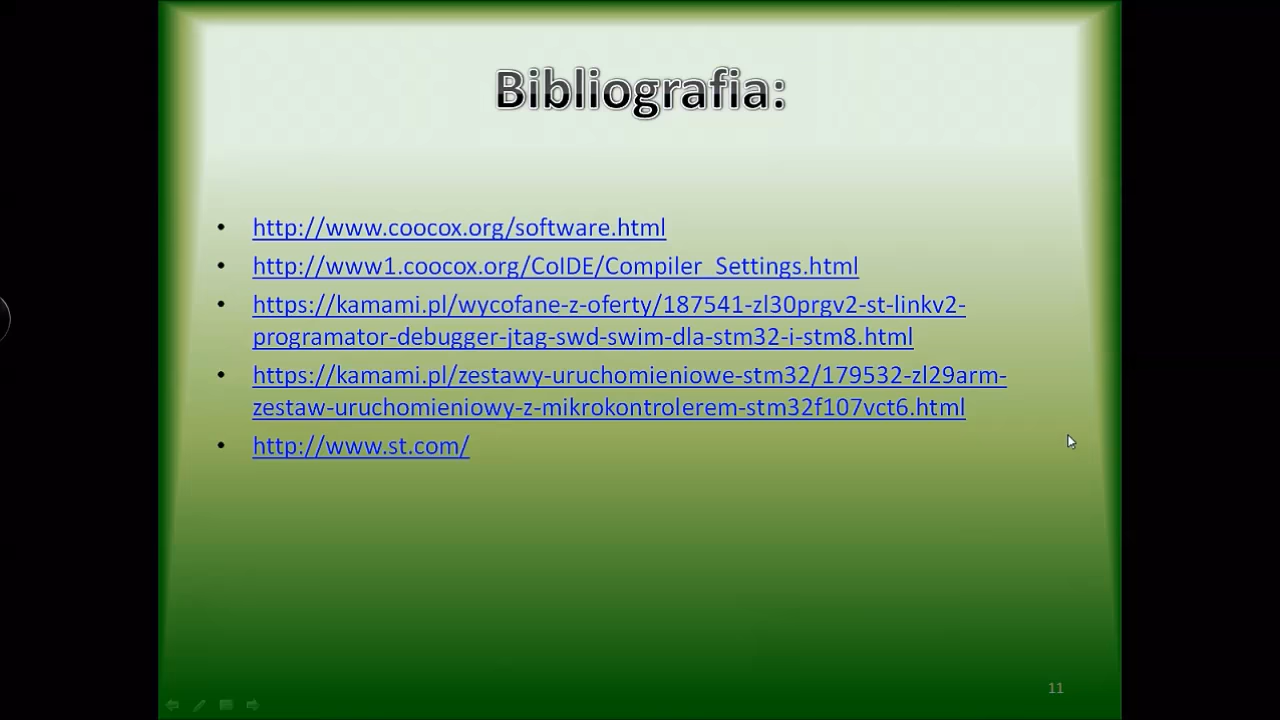 Bibliografia:
• http://www.coocox.org/software.html
• http://www1.coocox.org/CoIDE/Compiler_Settings.html
• https://kamami.pl/wycofane-z-oferty/187541-zl30prgv2-st-linkv2-
programator-debugger-jtag-swd-swim-dla-stm32-i-stm8.html
• https://kamami.pl/zestawy-uruchomieniowe-stm32/179532-zl29arm-
zestaw-uruchomieniowy-z-mikrokontrolerem-stm32f107vct6.html
• http://www.st.com/
11